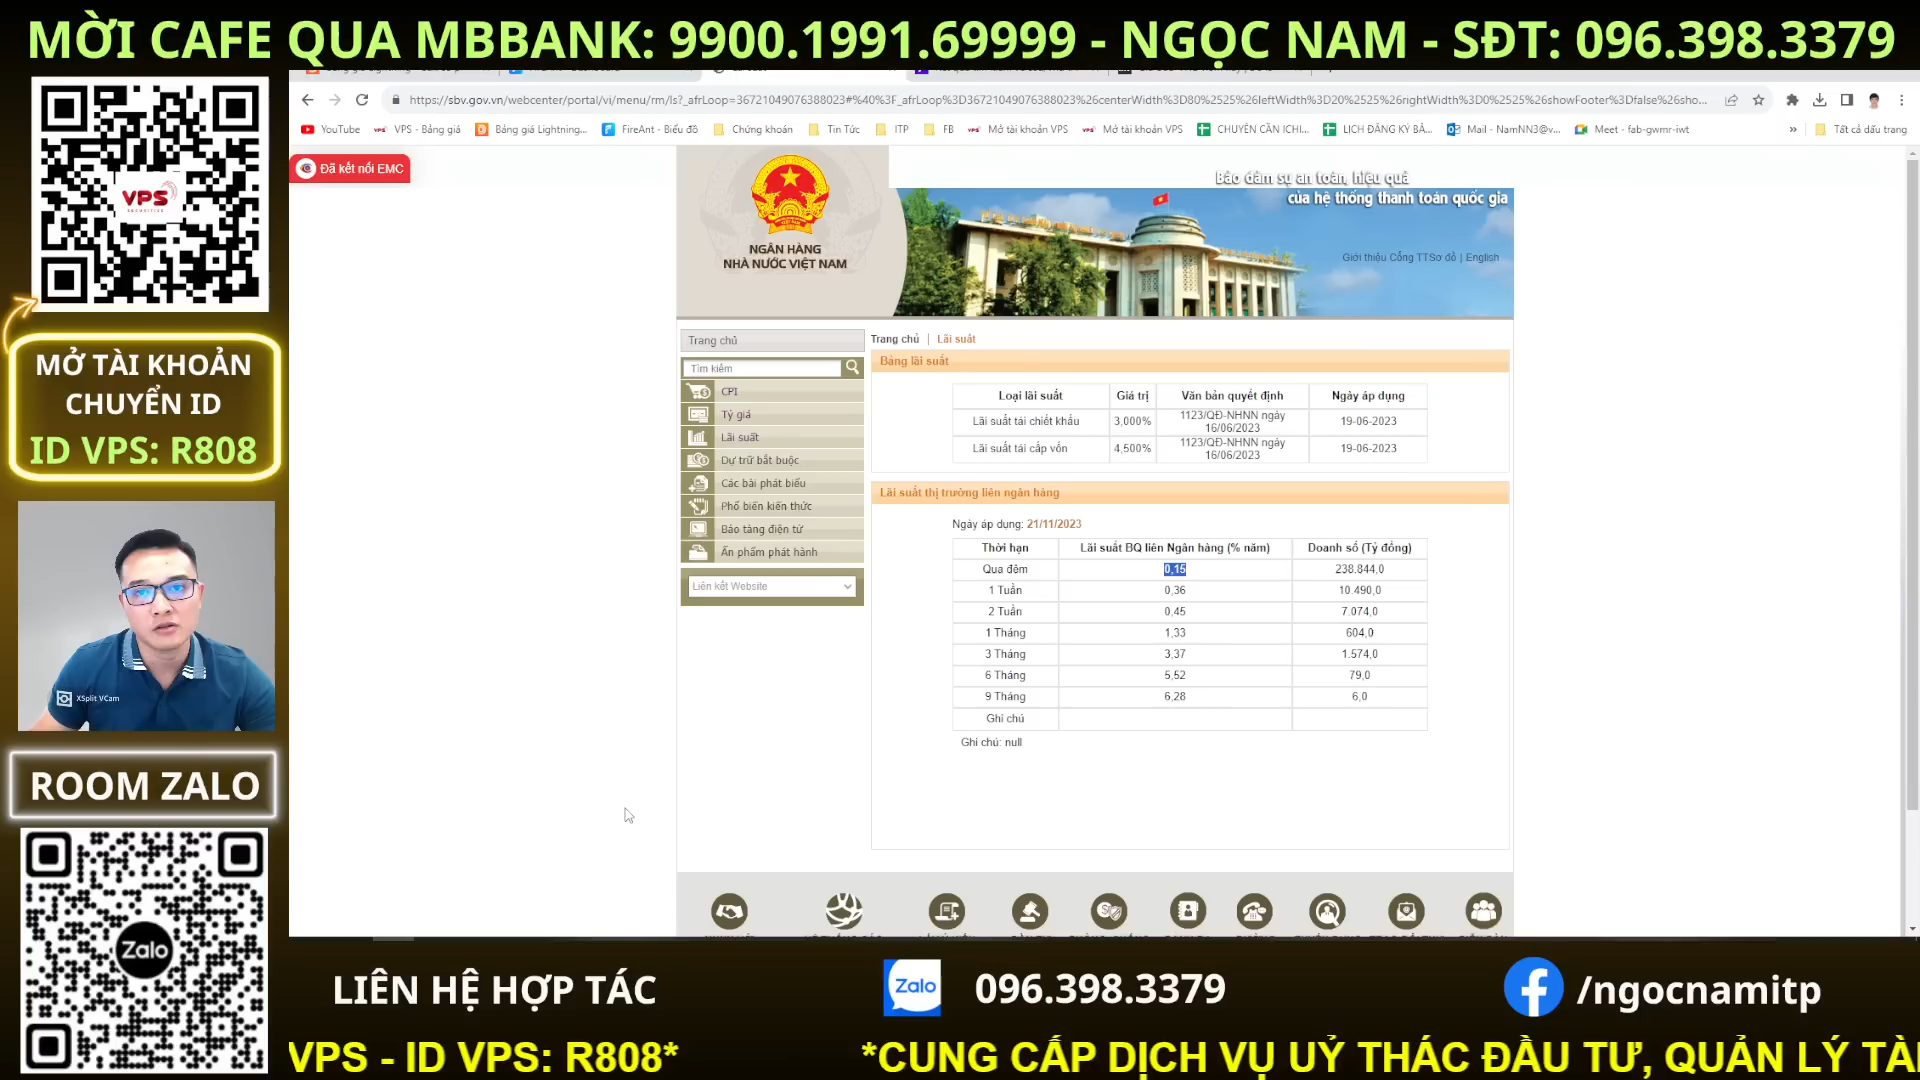 MỜI CAFE QUA MBBANK: 9900.1991.69999 - NGỌC NAM - SĐT: 096.398.3379
https://sbv.gov.vn/webcenter/portal/vi/menu/rm/ls?_afrLoop=36721049076388023#%40%3F_afrLoop%3D36721049076388023%26centerWidth%3D80%2525%26leftWidth%3D20%2525%26rightWidth%3D0%2525%26showFooter%3Dfalse%26sho...
YouTube VPS - Bảng giá Bảng giá Lightning... FireAnt - Biểu đồ Chứng khoán Tin Tức ITP FB Mở tài khoản VPS Mở tài khoản VPS CHUYÊN CĂN ICHI... LỊCH ĐĂNG KÝ BẢ... Mail - NamNN3@v... Meet - fab-gwmr-iwt » Tất cả dấu trang
Đã kết nối EMC
VPS
SECURITIES
MỞ TÀI KHOẢN
CHUYỂN ID
ID VPS: R808
XSplit VCam
ROOM ZALO
Zalo
NGÂN HÀNG
NHÀ NƯỚC VIỆT NAM
Bảo đảm sự an toàn, hiệu quả
của hệ thống thanh toán quốc gia
Giới thiệu Cổng TTSơ đồ | English
Trang chủ
Tìm kiếm
CPI
Tỷ giá
Lãi suất
Dự trữ bắt buộc
Các bài phát biểu
Phổ biến kiến thức
Bảo tàng điện tử
Ấn phẩm phát hành
Liên kết Website
Trang chủ | Lãi suất
Bảng lãi suất
Loại lãi suất Giá trị Văn bản quyết định Ngày áp dụng
Lãi suất tái chiết khấu 3,000% 1123/QĐ-NHNN ngày 16/06/2023 19-06-2023
Lãi suất tái cấp vốn 4,500% 1123/QĐ-NHNN ngày 16/06/2023 19-06-2023
Lãi suất thị trường liên ngân hàng
Ngày áp dụng: 21/11/2023
Thời hạn Lãi suất BQ liên Ngân hàng (% năm) Doanh số (Tỷ đồng)
Qua đêm 0,15 238.844,0
1 Tuần 0,36 10.490,0
2 Tuần 0,45 7.074,0
1 Tháng 1,33 604,0
3 Tháng 3,37 1.574,0
6 Tháng 5,52 79,0
9 Tháng 6,28 6,0
Ghi chú
Ghi chú: null
LIÊN HỆ HỢP TÁC
Zalo
096.398.3379
/ngocnamitp
VPS - ID VPS: R808* *CUNG CẤP DỊCH VỤ UỶ THÁC ĐẦU TƯ, QUẢN LÝ TÀ